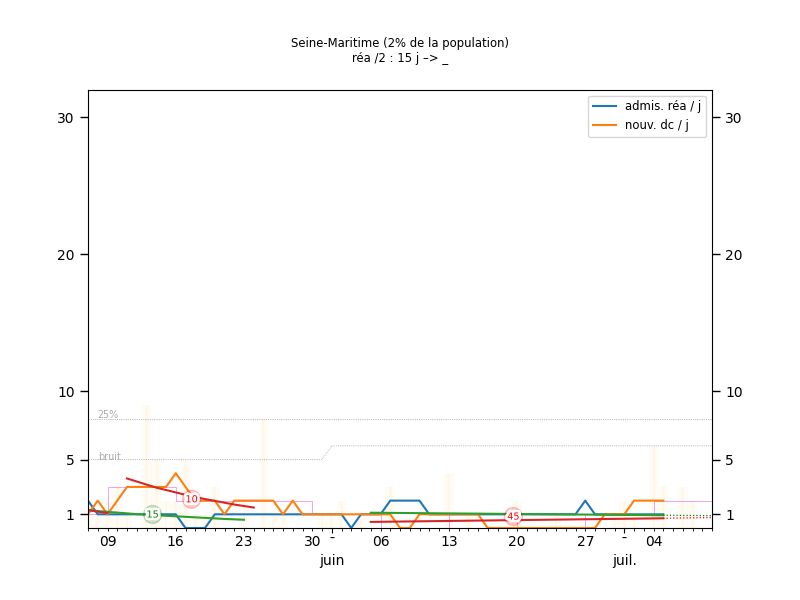 Seine-Maritime (2% de la population)
réa /2 : 15 j –> _
30 30
admis. réa / j
nouv. dc / j
20 20
10 10
25%
bruit
5 5
10
15
45
1 1
09 16 23 30 - 06 13 20 27 - 04
juin juil.